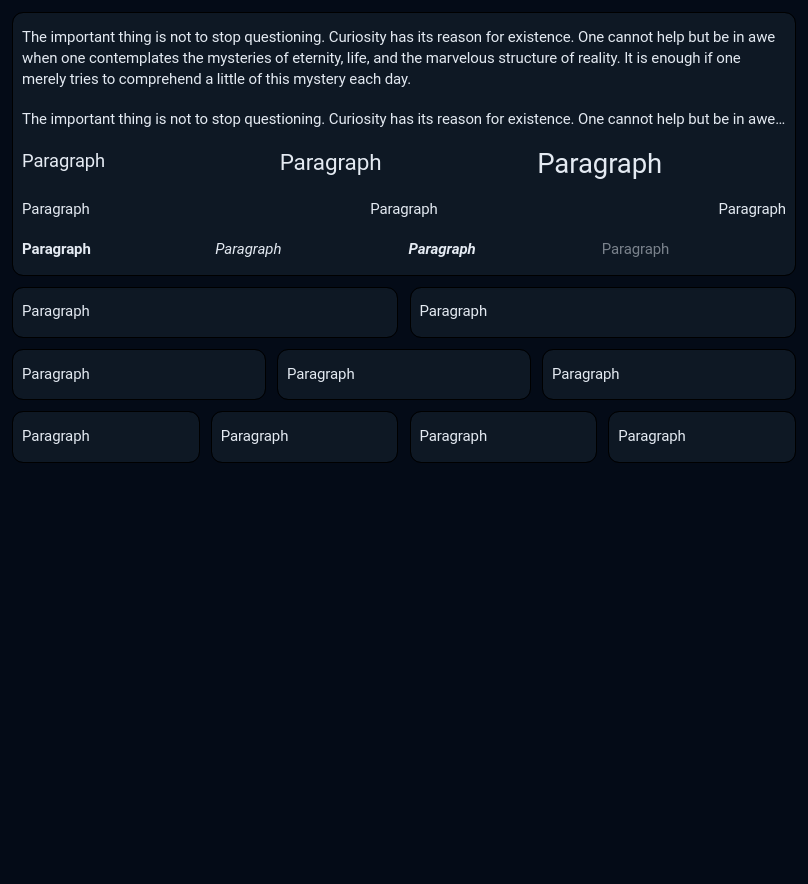 The important thing is not to stop questioning. Curiosity has its reason for existence. One cannot help but be in awe
when one contemplates the mysteries of eternity, life, and the marvelous structure of reality. It is enough if one
merely tries to comprehend a little of this mystery each day.
The important thing is not to stop questioning. Curiosity has its reason for existence. One cannot help but be in awe...
Paragraph Paragraph Paragraph
Paragraph Paragraph Paragraph
Paragraph Paragraph Paragraph Paragraph
Paragraph Paragraph
Paragraph Paragraph Paragraph
Paragraph Paragraph Paragraph Paragraph